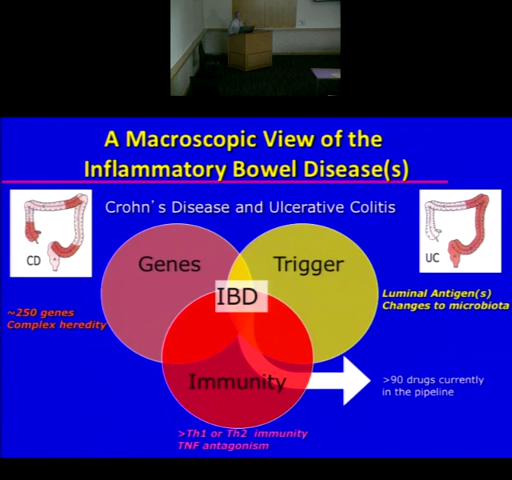 A Macroscopic View of the
Inflammatory Bowel Disease(s)
Crohn's Disease and Ulcerative Colitis
CD
UC
Genes
Trigger
IBD
Luminal Antigen(s)
Changes to microbiota
~250 genes
Complex heredity
Immunity
>90 drugs currently
in the pipeline
>Th1 or Th2 immunity
TNF antagonism